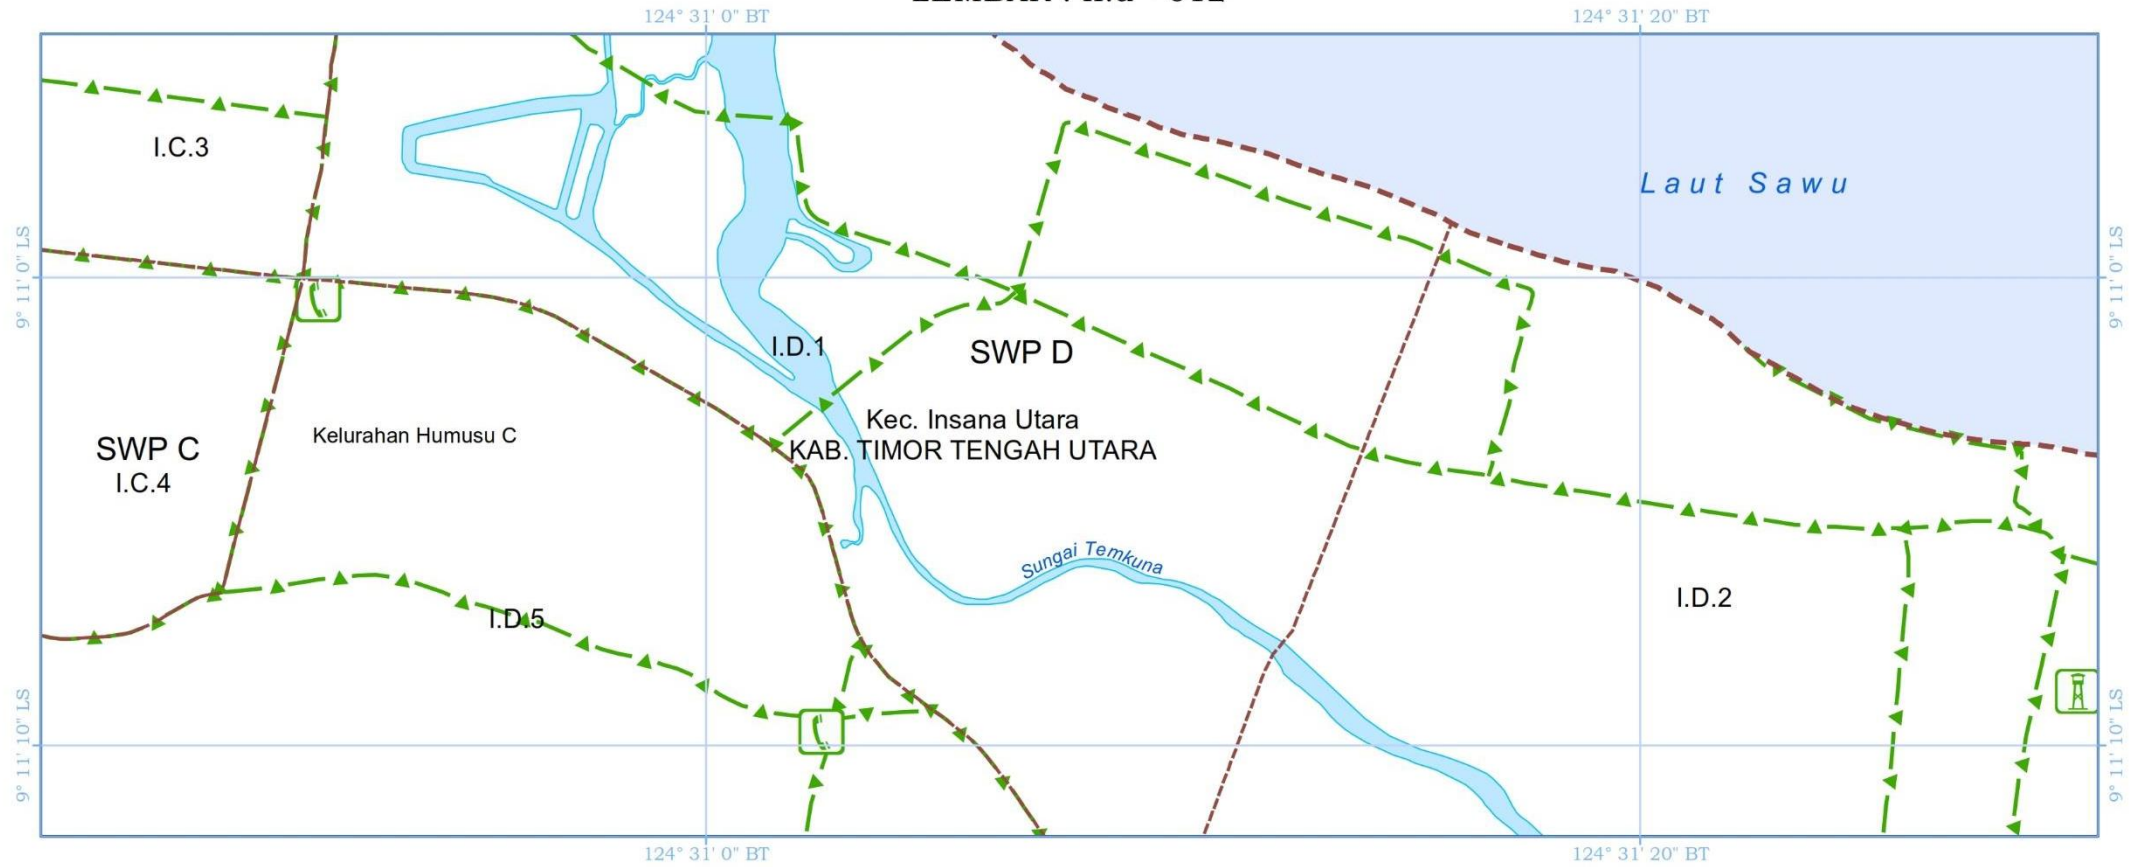 124° 31' 0" BT
124° 31' 20" BT
I.C.3
Laut Sawu
9° 11' 0" LS
9° 11' 0" LS
I.D.1
SWP D
Kec. Insana Utara
KAB. TIMOR TENGAH UTARA
Kelurahan Humusu C
SWP C
I.C.4
Sungai Temkuna
I.D.2
I.D.5
9° 11' 10" LS
9° 11' 10" LS
124° 31' 0" BT
124° 31' 20" BT